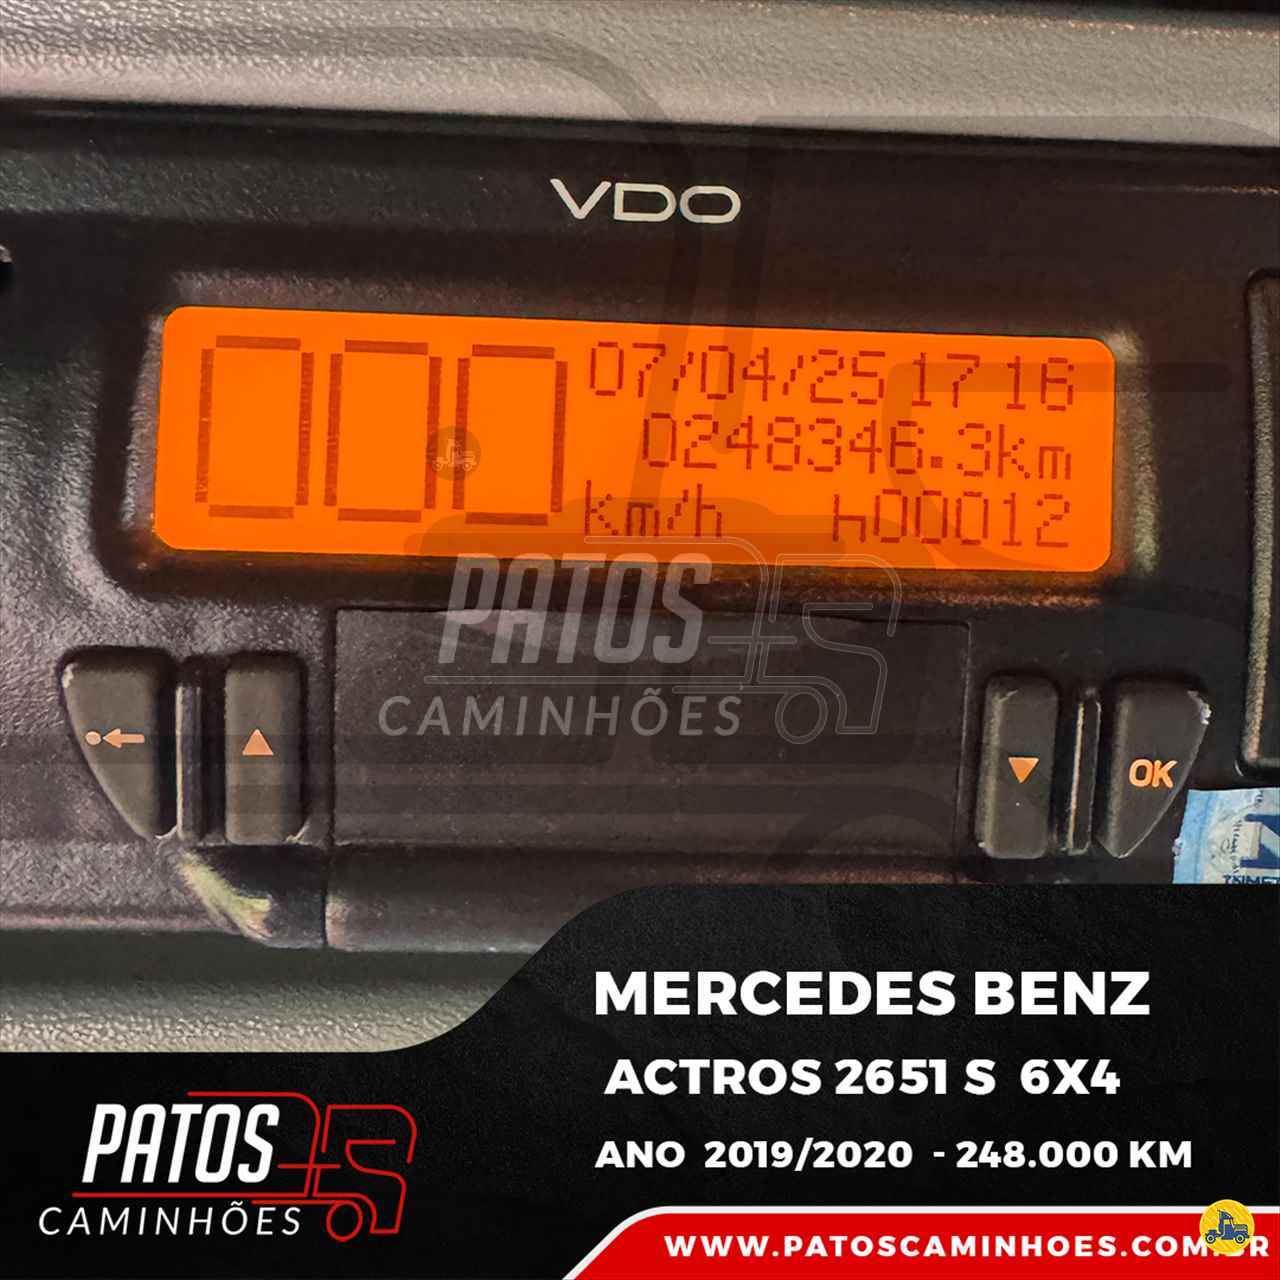 VDO
000
07/04/25 17 16
0248346.3km
km/h h00012
PATOS
CAMINHÕES
OK
MERCEDES BENZ
ACTROS 2651 S 6X4
ANO 2019/2020 - 248.000 KM
PATOS
CAMINHÕES
WWW.PATOSCAMINHOES.COM.BR